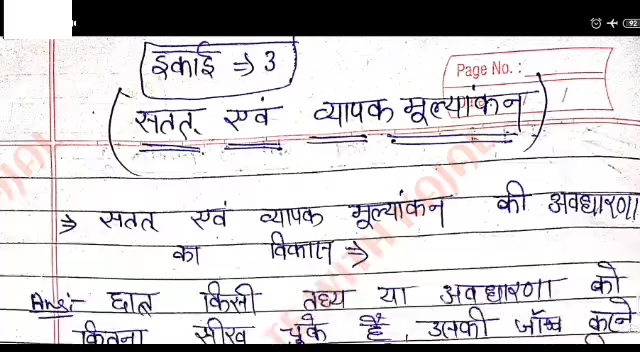 92
इकाई → 3
Page No.:
( सतत् एवं व्यापक मूल्यांकन )
⇒ सतत् एवं व्यापक मूल्यांकन की अवधारणा
का विकास ⇒
Ans:- छात्र किसी तथ्य या अवधारणा को
कितना सीख चुके हैं, उसकी जाँच करने